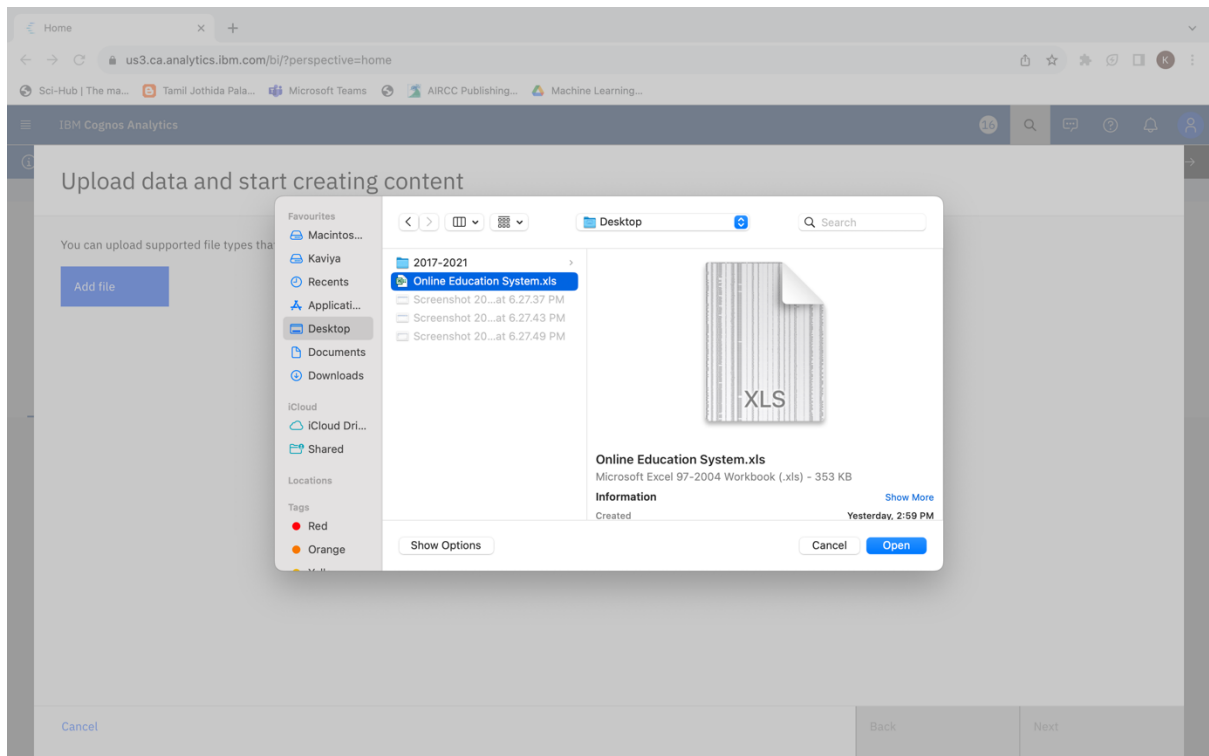 Home
us3.ca.analytics.ibm.com/bi/?perspective=home
Sci-Hub | The ma... Tamil Jothida Pala... Microsoft Teams AIRCC Publishing... Machine Learning...
K
IBM Cognos Analytics
16
Upload data and start creating content
You can upload supported file types tha
Add file
Favourites
Macintos...
Kaviya
Recents
Applicati...
Desktop
Documents
Downloads
iCloud
iCloud Dri...
Shared
Locations
Tags
Red
Orange
Desktop
Search
2017-2021
Online Education System.xls
Screenshot 20...at 6.27.37 PM
Screenshot 20...at 6.27.43 PM
Screenshot 20...at 6.27.49 PM
XLS
Online Education System.xls
Microsoft Excel 97-2004 Workbook (.xls) - 353 KB
Information Show More
Created Yesterday, 2:59 PM
Show Options Cancel Open
Cancel Back Next